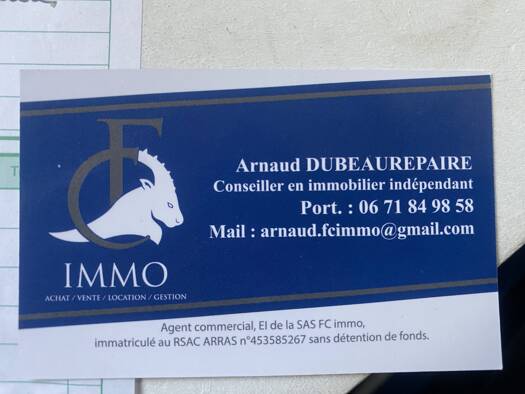 FC
IMMO
ACHAT / VENTE / LOCATION / GESTION
Arnaud DUBEAUREPAIRE
Conseiller en immobilier indépendant
Port. : 06 71 84 98 58
Mail : arnaud.fcimmo@gmail.com
Agent commercial, EI de la SAS FC immo,
immatriculé au RSAC ARRAS n°453585267 sans détention de fonds.